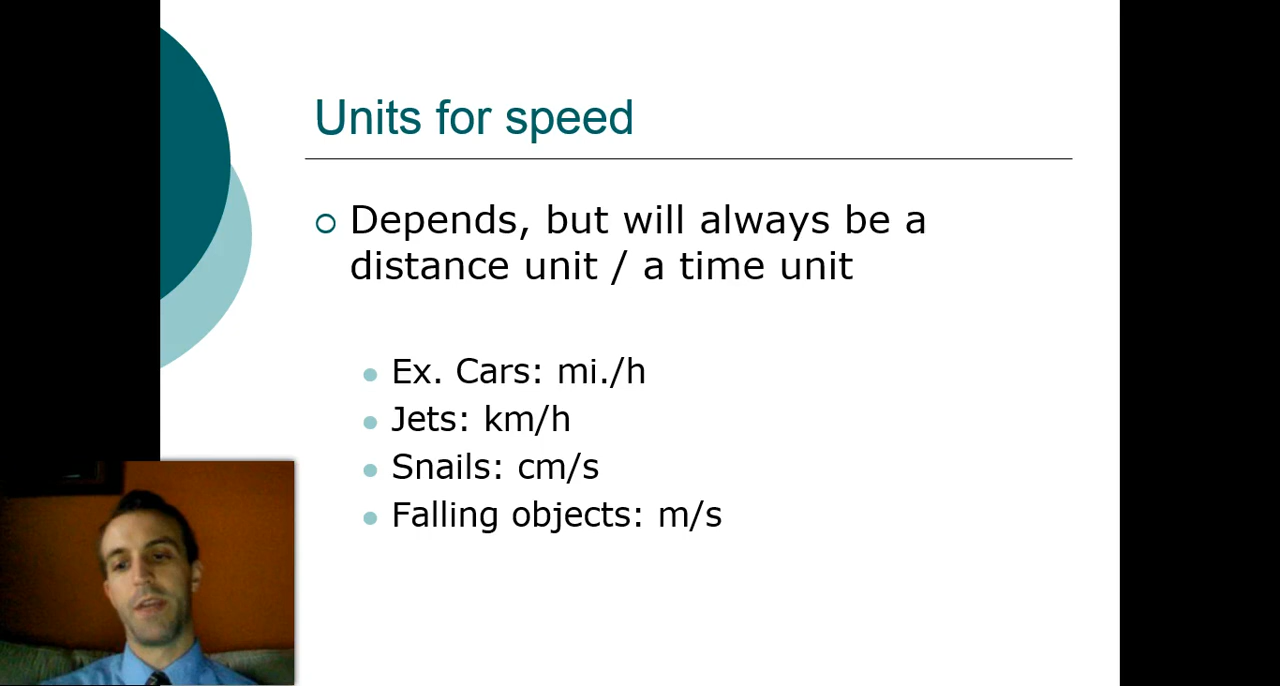 Units for speed
Depends, but will always be a
distance unit / a time unit
Ex. Cars: mi./h
Jets: km/h
Snails: cm/s
Falling objects: m/s